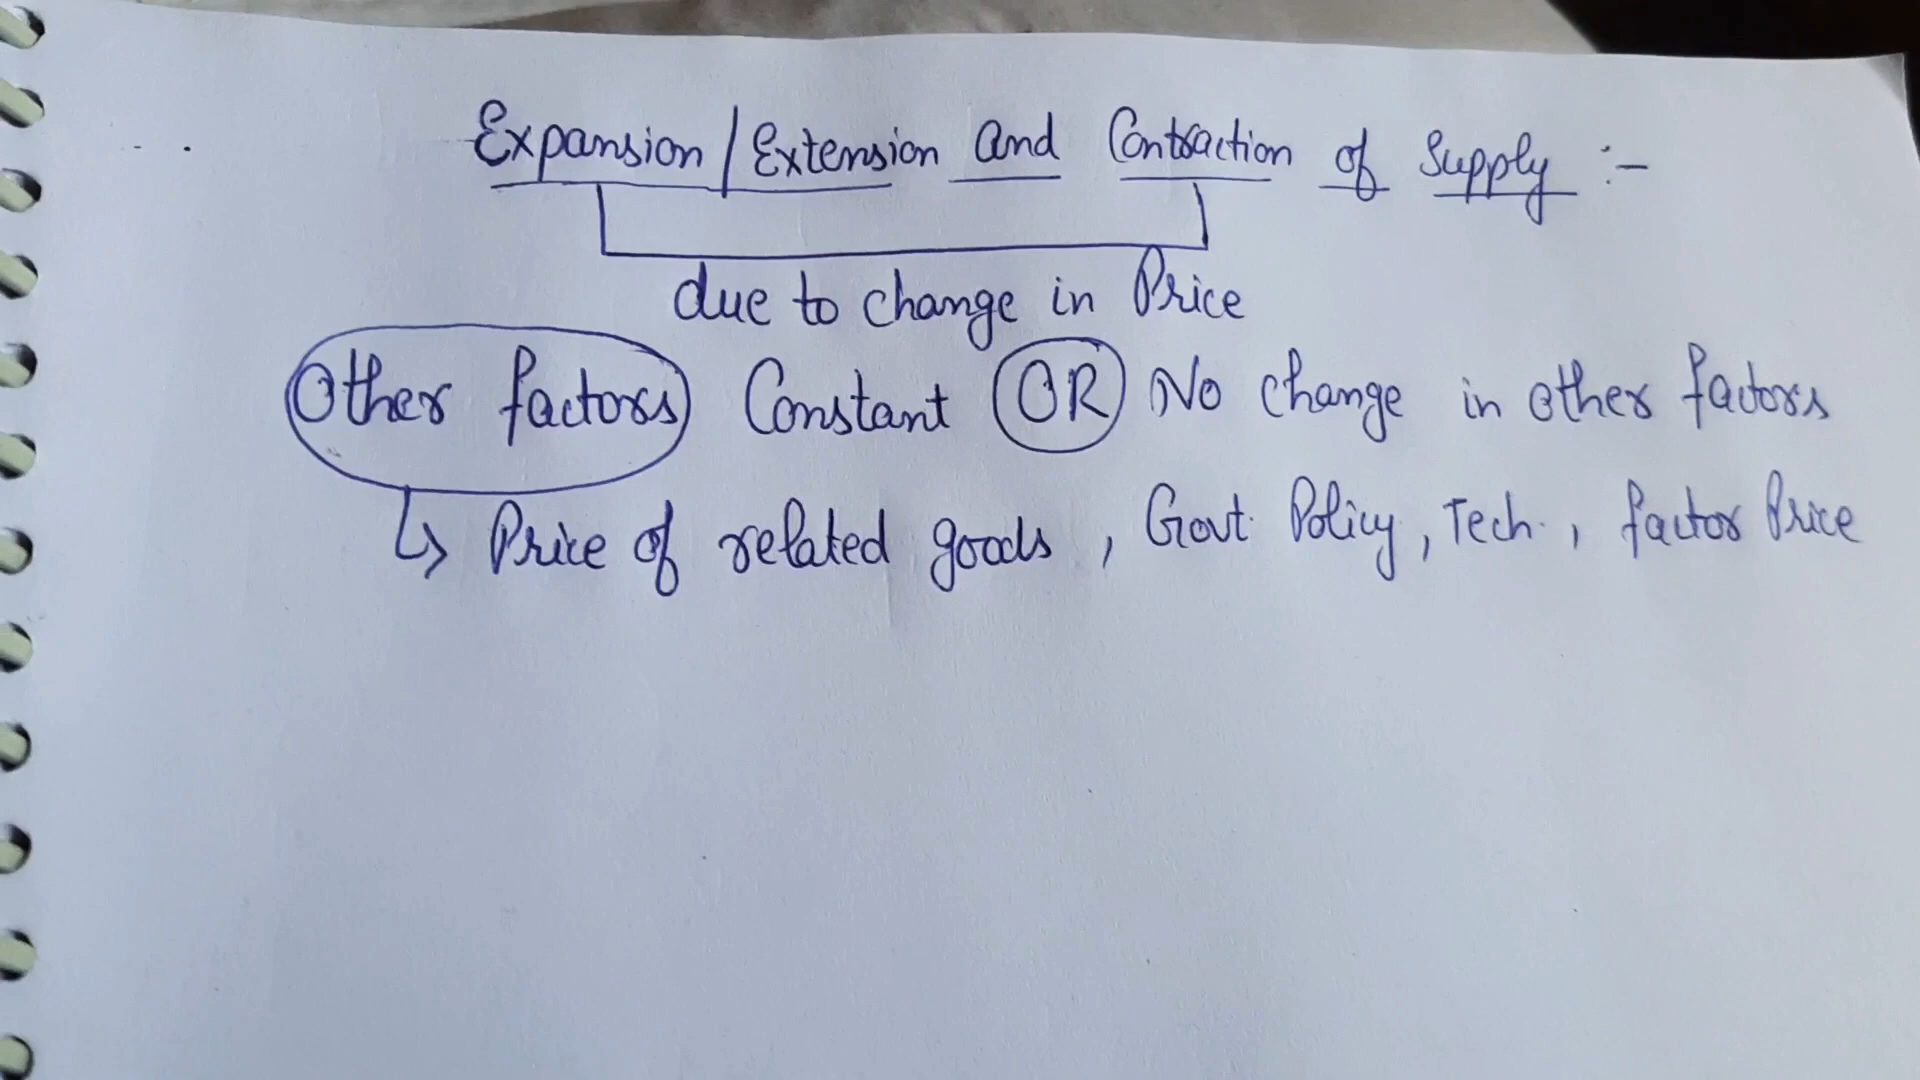 Expansion/Extension and Contraction of Supply :-
due to change in Price
Other factors Constant OR No change in other factors
↳ Price of related goods, Govt. Policy, Tech., factor Price